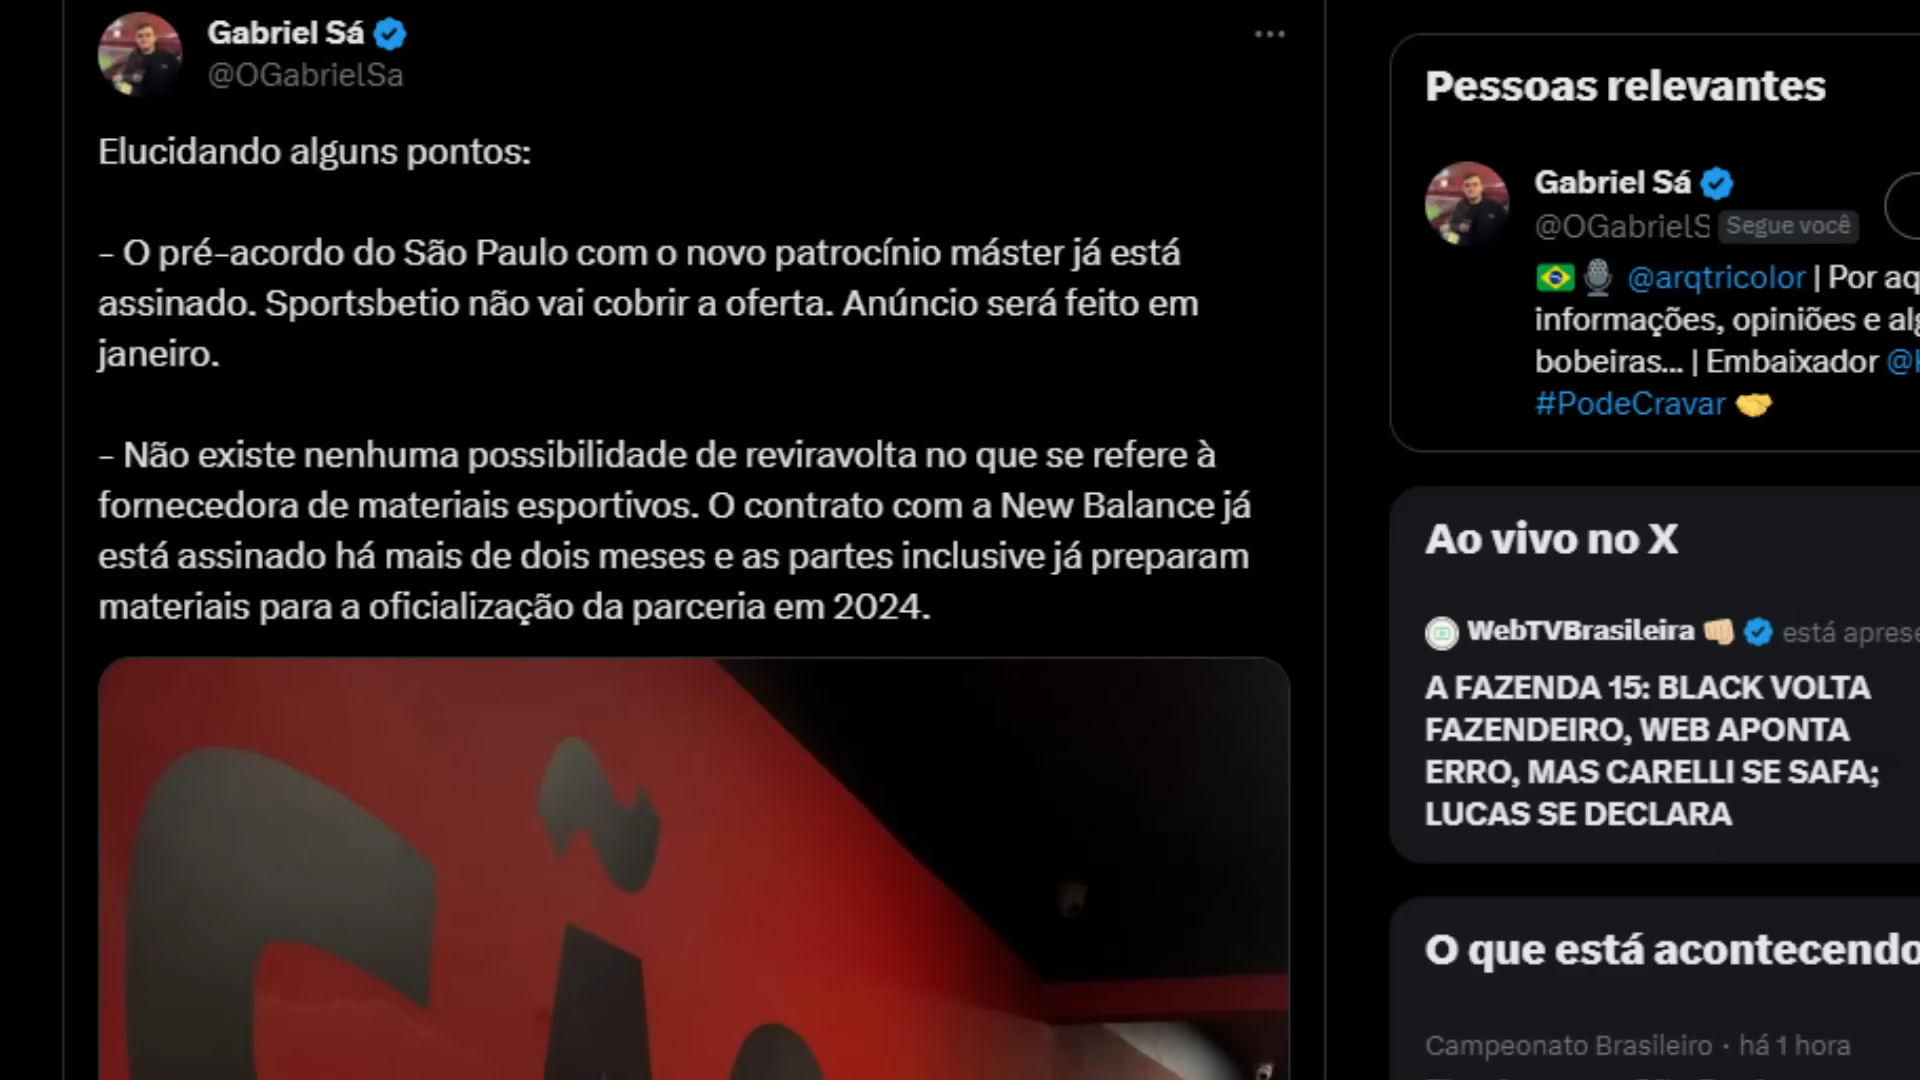 Gabriel Sá
@OGabrielSa
Elucidando alguns pontos:
- O pré-acordo do São Paulo com o novo patrocínio máster já está
assinado. Sportsbetio não vai cobrir a oferta. Anúncio será feito em
janeiro.
- Não existe nenhuma possibilidade de reviravolta no que se refere à
fornecedora de materiais esportivos. O contrato com a New Balance já
está assinado há mais de dois meses e as partes inclusive já preparam
materiais para a oficialização da parceria em 2024.
Pessoas relevantes
Gabriel Sá
@OGabrielS Segue você
@arqtricolor | Por aq
informações, opiniões e alg
bobeiras... | Embaixador @
#PodeCravar
Ao vivo no X
WebTVBrasileira está aprese
A FAZENDA 15: BLACK VOLTA
FAZENDEIRO, WEB APONTA
ERRO, MAS CARELLI SE SAFA;
LUCAS SE DECLARA
O que está acontecendo
Campeonato Brasileiro · há 1 hora